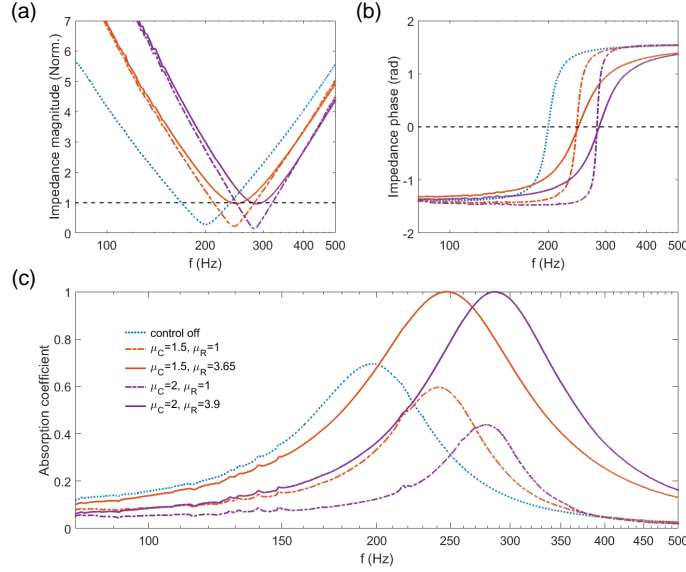 (a)
Impedance magnitude (Norm.)
7
6
5
4
3
2
1
0
100
200
300
400
500
f (Hz)
(b)
Impedance phase (rad)
2
1
0
-1
-2
100
200
300
400
500
f (Hz)
(c)
Absorption coefficient
1
0.8
0.6
0.4
0.2
0
control off
μC=1.5, μR=1
μC=1.5, μR=3.65
μC=2, μR=1
μC=2, μR=3.9
100
150
200
250
300
350
400
450
500
f (Hz)